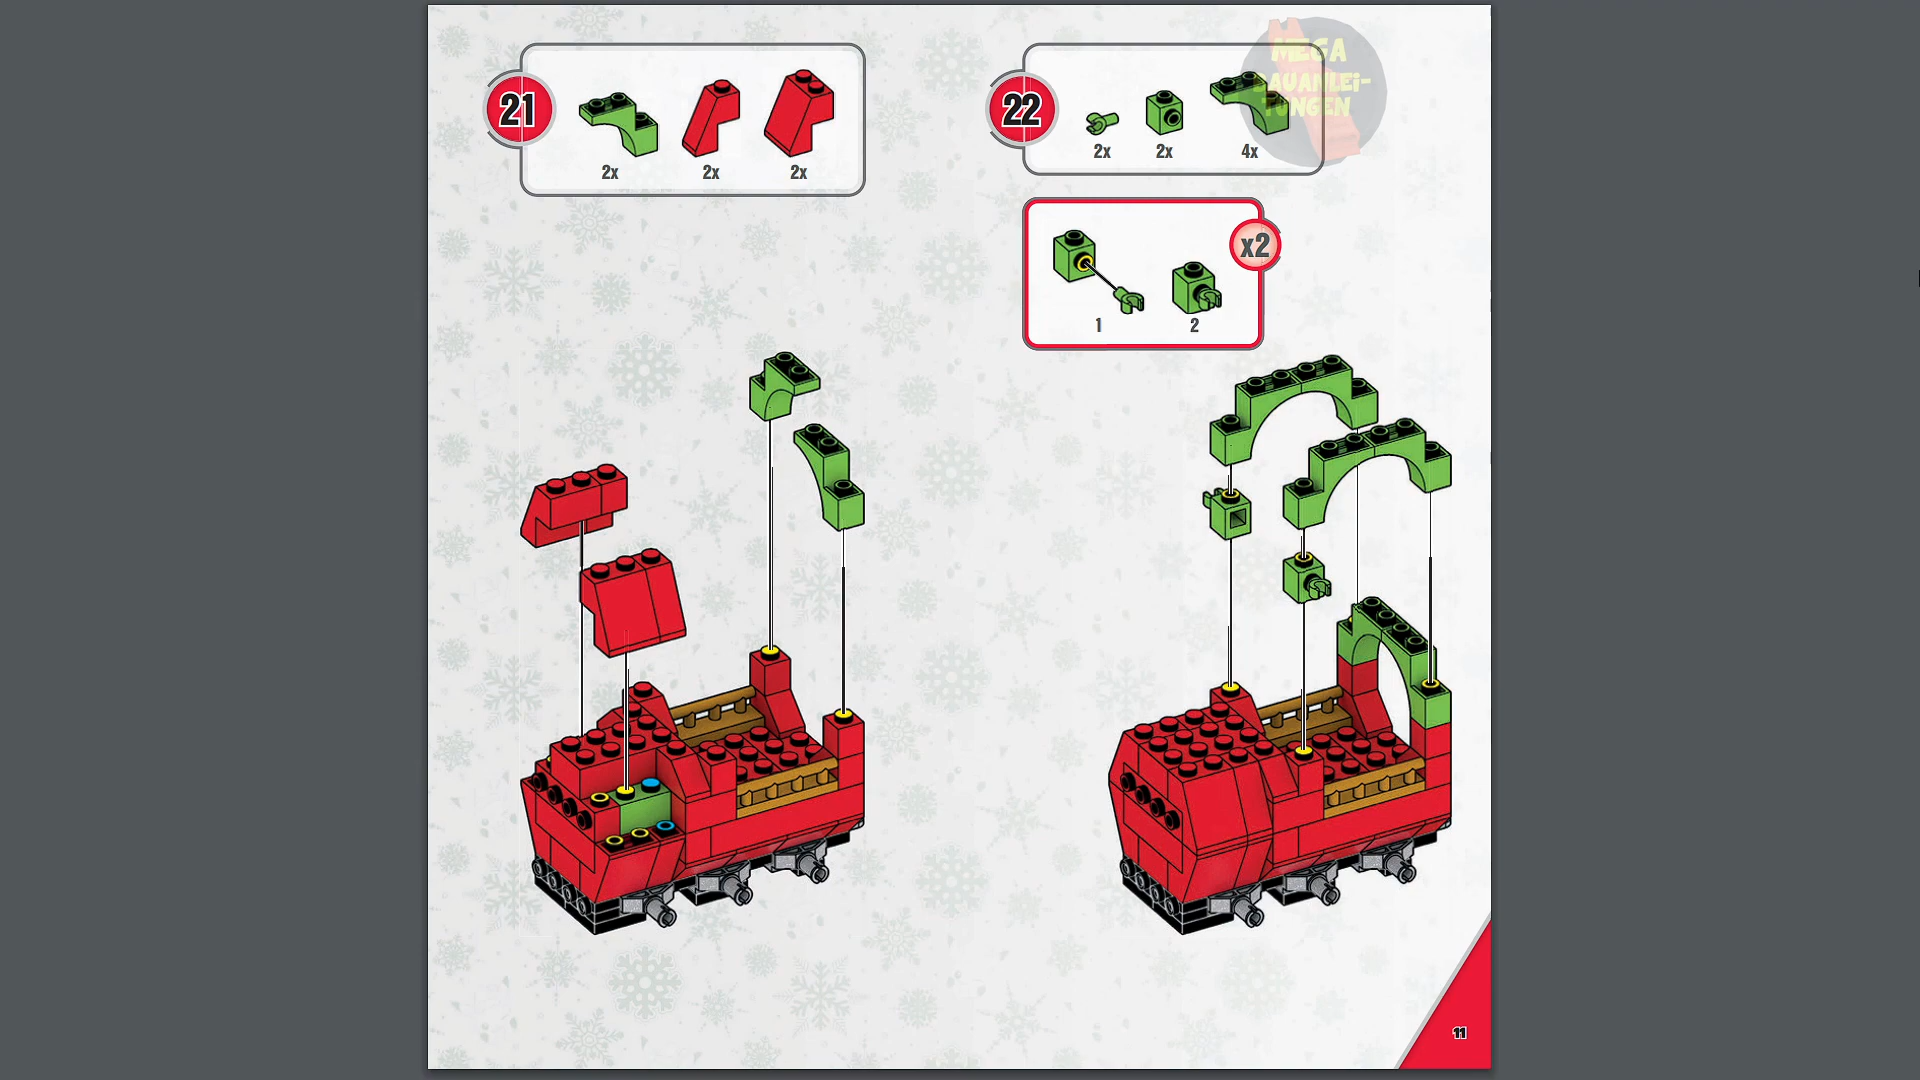 21
2x
2x
2x
22
2x
2x
4x
MEGA
BAUANLEi-
TUNGEN
x2
1
2
11